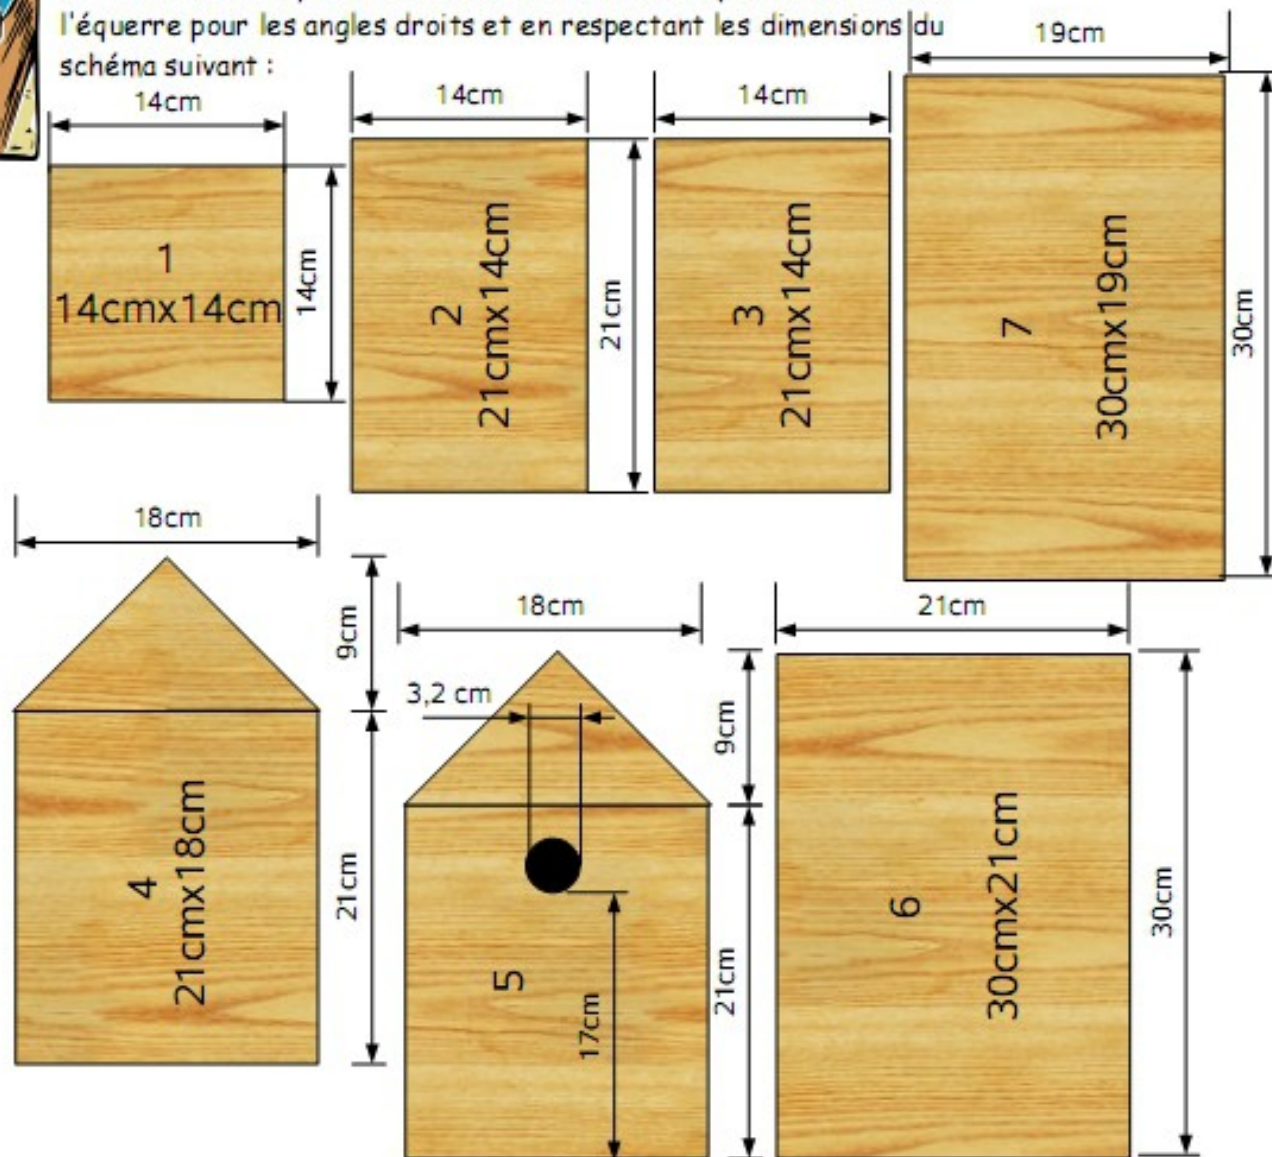 l'équerre pour les angles droits et en respectant les dimensions du
schéma suivant :
14cm
14cm
14cm
19cm
1
14cmx14cm
14cm
2
21cmx14cm
21cm
3
21cmx14cm
7
30cmx19cm
30cm
18cm
9cm
4
21cmx18cm
21cm
18cm
3,2 cm
9cm
5
17cm
21cm
21cm
6
30cmx21cm
30cm